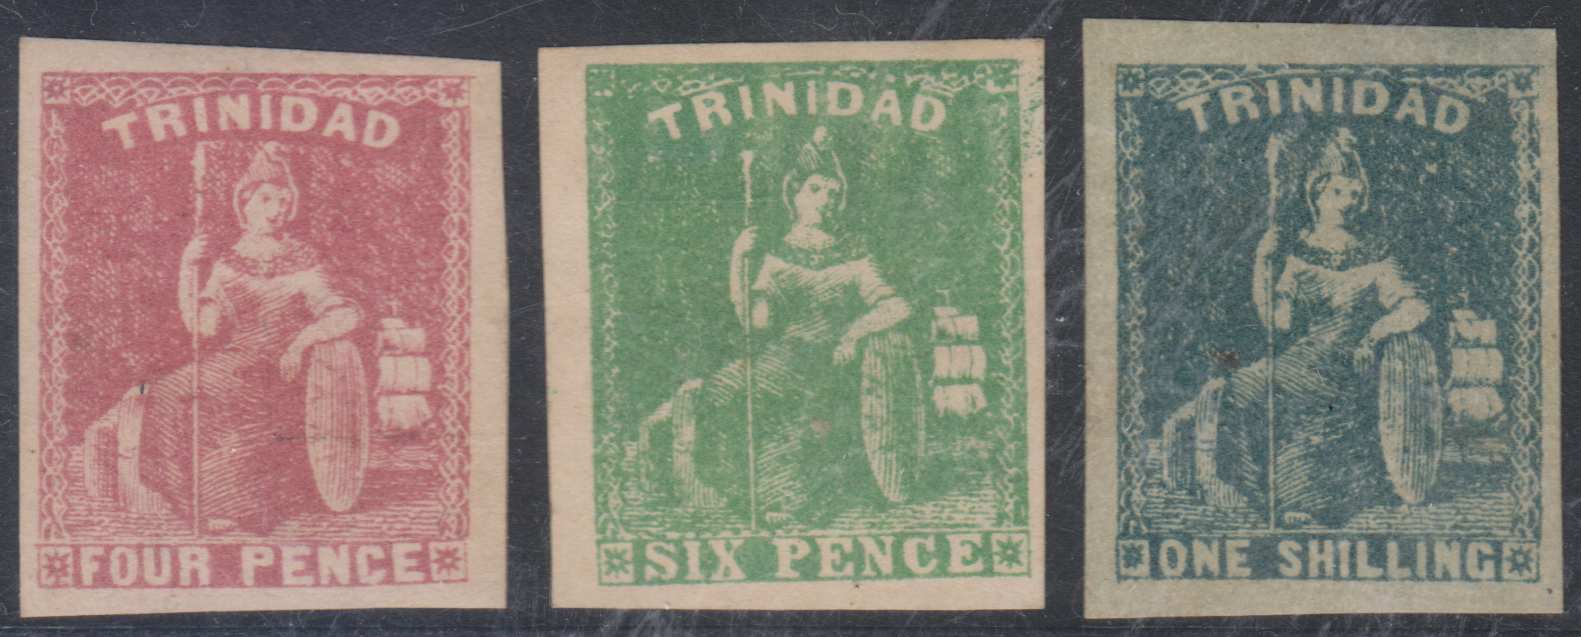 TRINIDAD
FOUR PENCE
TRINIDAD
SIX PENCE
TRINIDAD
ONE SHILLING